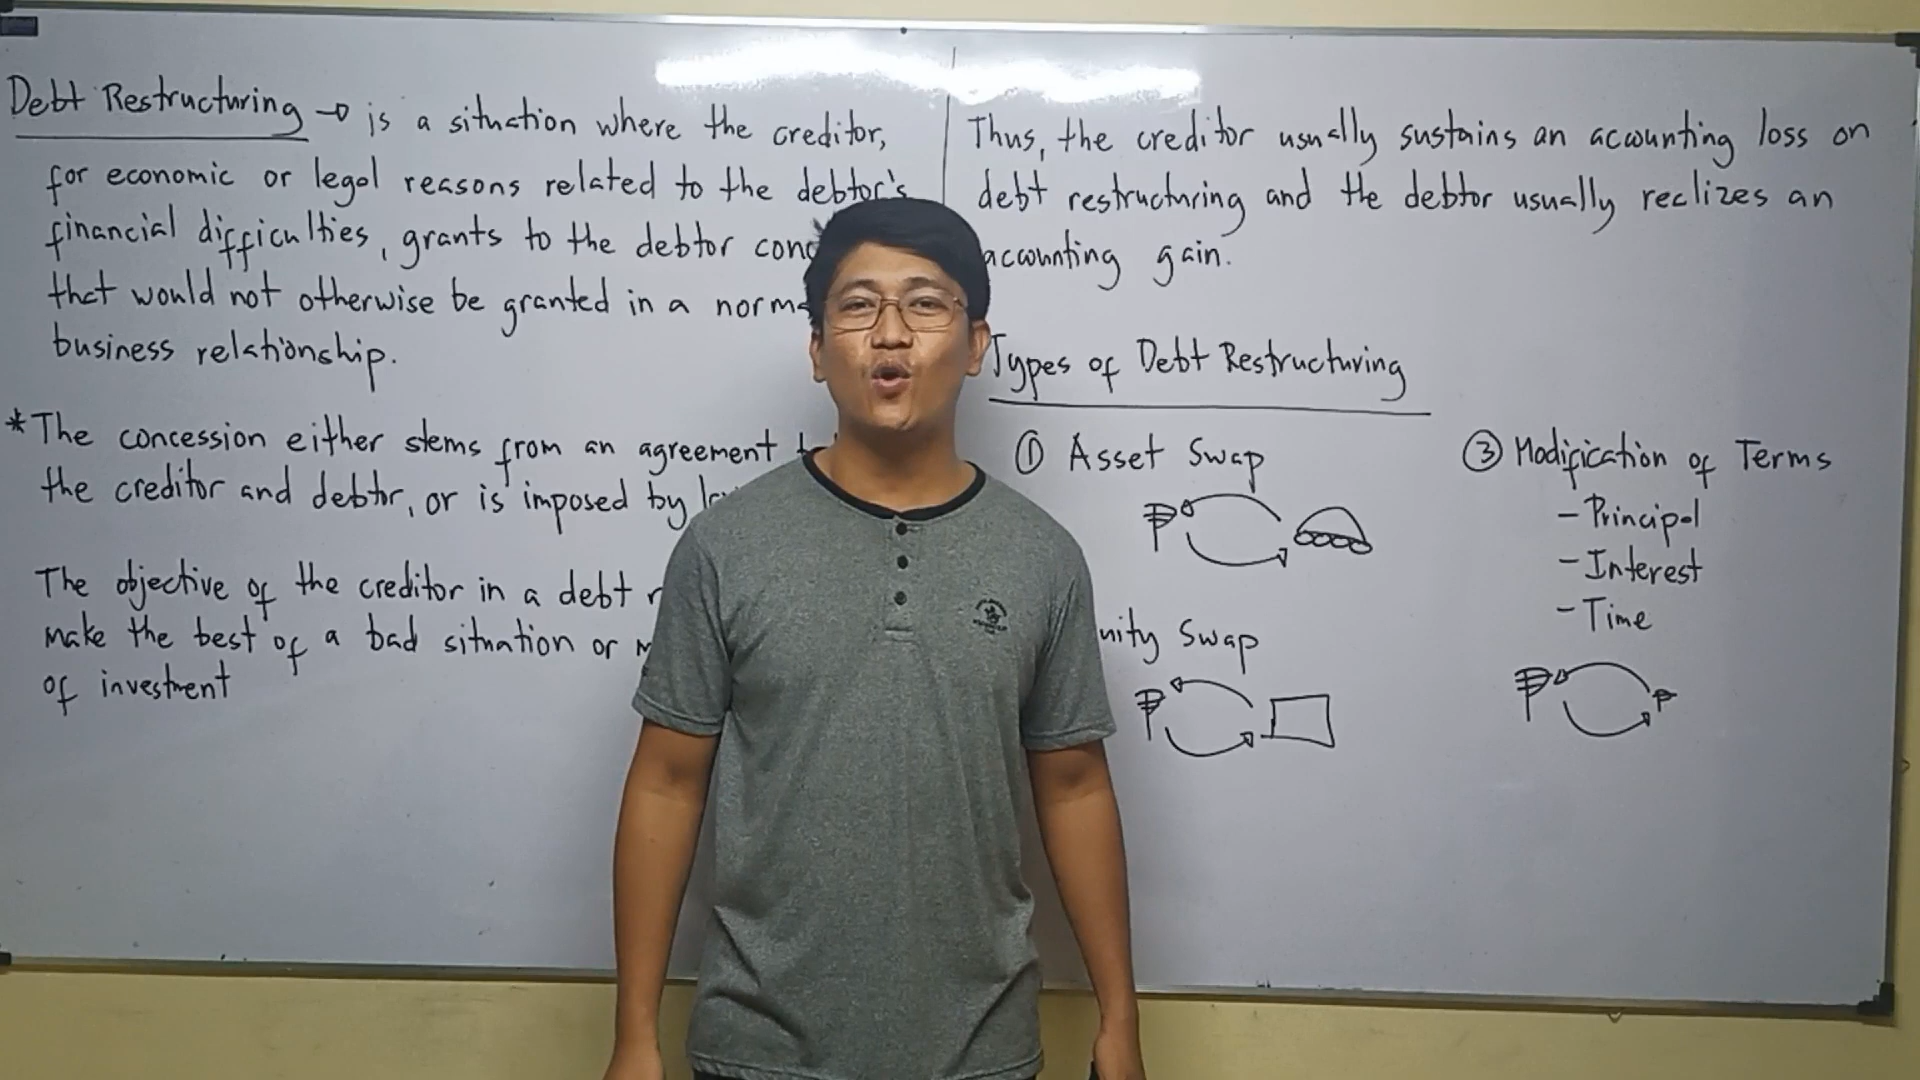 Debt Restructuring → is a situation where the creditor,
for economic or legal reasons related to the debtor's
financial difficulties, grants to the debtor conc
that would not otherwise be granted in a norma
business relationship.
*The concession either stems from an agreement
the creditor and debtor, or is imposed by
The objective of the creditor in a debt r
make the best of a bad situation or
of investment
Thus, the creditor usually sustains an accounting loss on
debt restructuring and the debtor usually realizes an
accounting gain.
Types of Debt Restructuring
① Asset Swap
₱
uity Swap
₱
③ Modification of Terms
- Principal
- Interest
- Time
₱ ₱